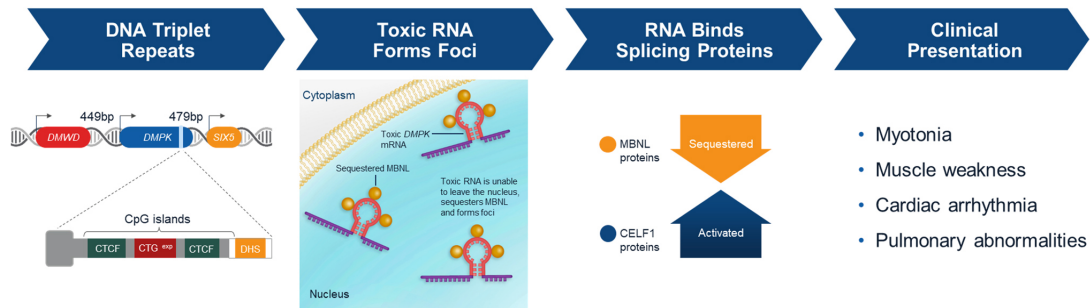 DNA Triplet
Repeats
Toxic RNA
Forms Foci
RNA Binds
Splicing Proteins
Clinical
Presentation
449bp
479bp
DMWD
DMPK
SIX5
CpG islands
CTCF
CTG exp
CTCF
DHS
Cytoplasm
Toxic DMPK
mRNA
Sequestered MBNL
Toxic RNA is unable
to leave the nucleus,
sequesters MBNL
and forms foci
Nucleus
MBNL
proteins
Sequestered
CELF1
proteins
Activated
• Myotonia
• Muscle weakness
• Cardiac arrhythmia
• Pulmonary abnormalities